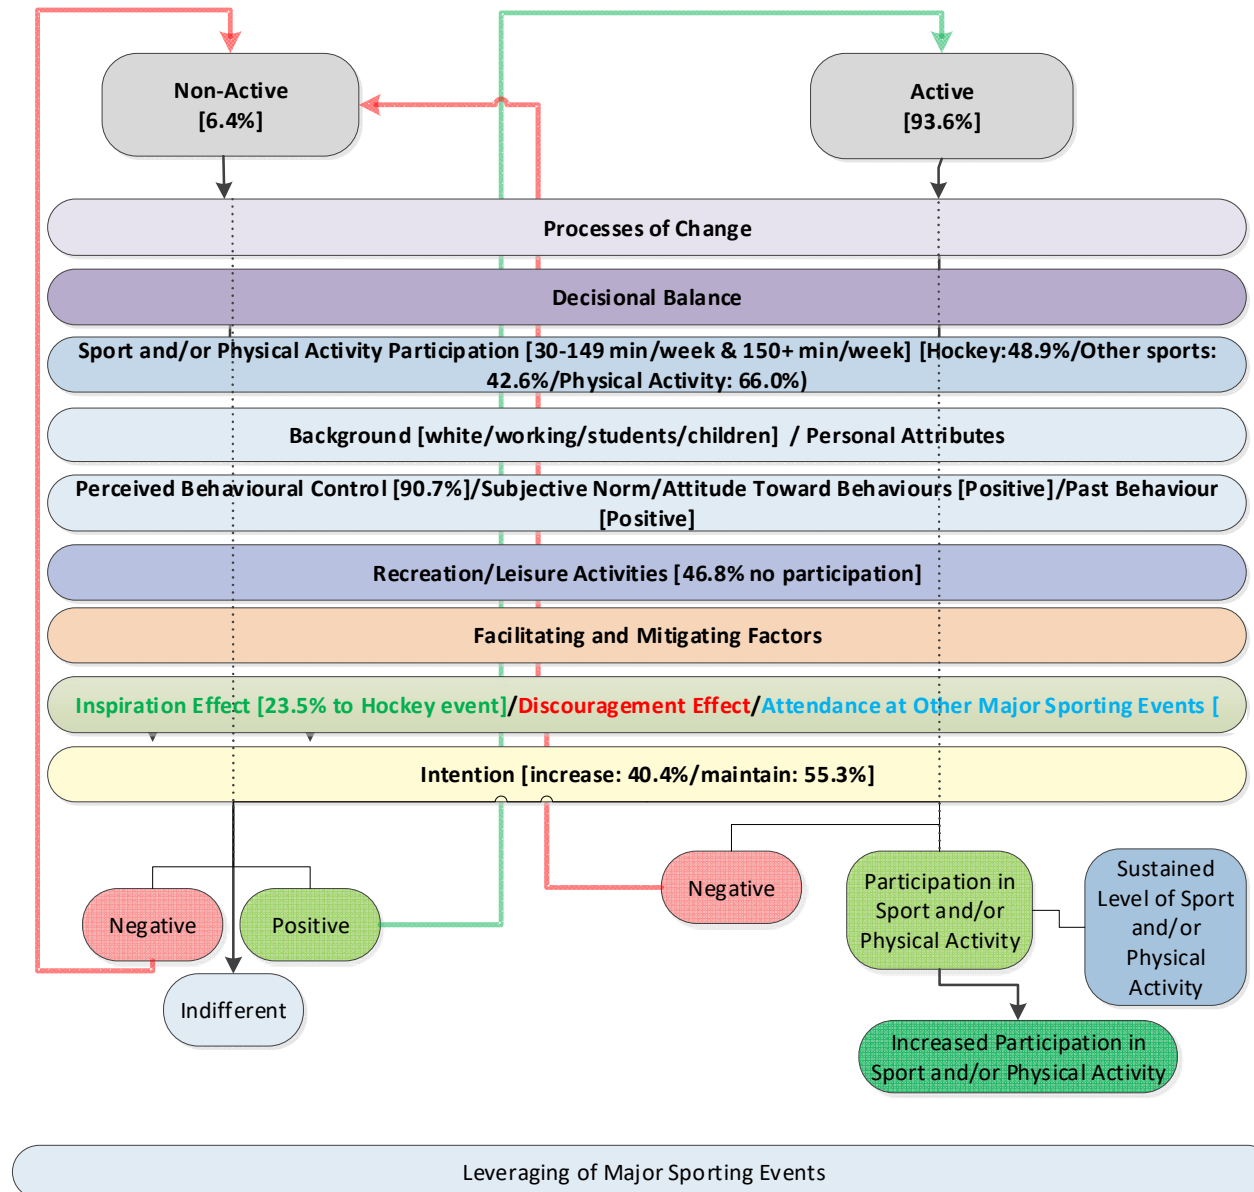 Non-Active
[6.4%]
Active
[93.6%]
Processes of Change
Decisional Balance
Sport and/or Physical Activity Participation [30-149 min/week & 150+ min/week] [Hockey:48.9%/Other sports:
42.6%/Physical Activity: 66.0%)
Background [white/working/students/children] / Personal Attributes
Perceived Behavioural Control [90.7%]/Subjective Norm/Attitude Toward Behaviours [Positive]/Past Behaviour
[Positive]
Recreation/Leisure Activities [46.8% no participation]
Facilitating and Mitigating Factors
Inspiration Effect [23.5% to Hockey event]/Discouragement Effect/Attendance at Other Major Sporting Events [
Intention [increase: 40.4%/maintain: 55.3%]
Negative
Positive
Indifferent
Negative
Participation in
Sport and/or
Physical Activity
Sustained
Level of Sport
and/or
Physical
Activity
Increased Participation in
Sport and/or Physical Activity
Leveraging of Major Sporting Events